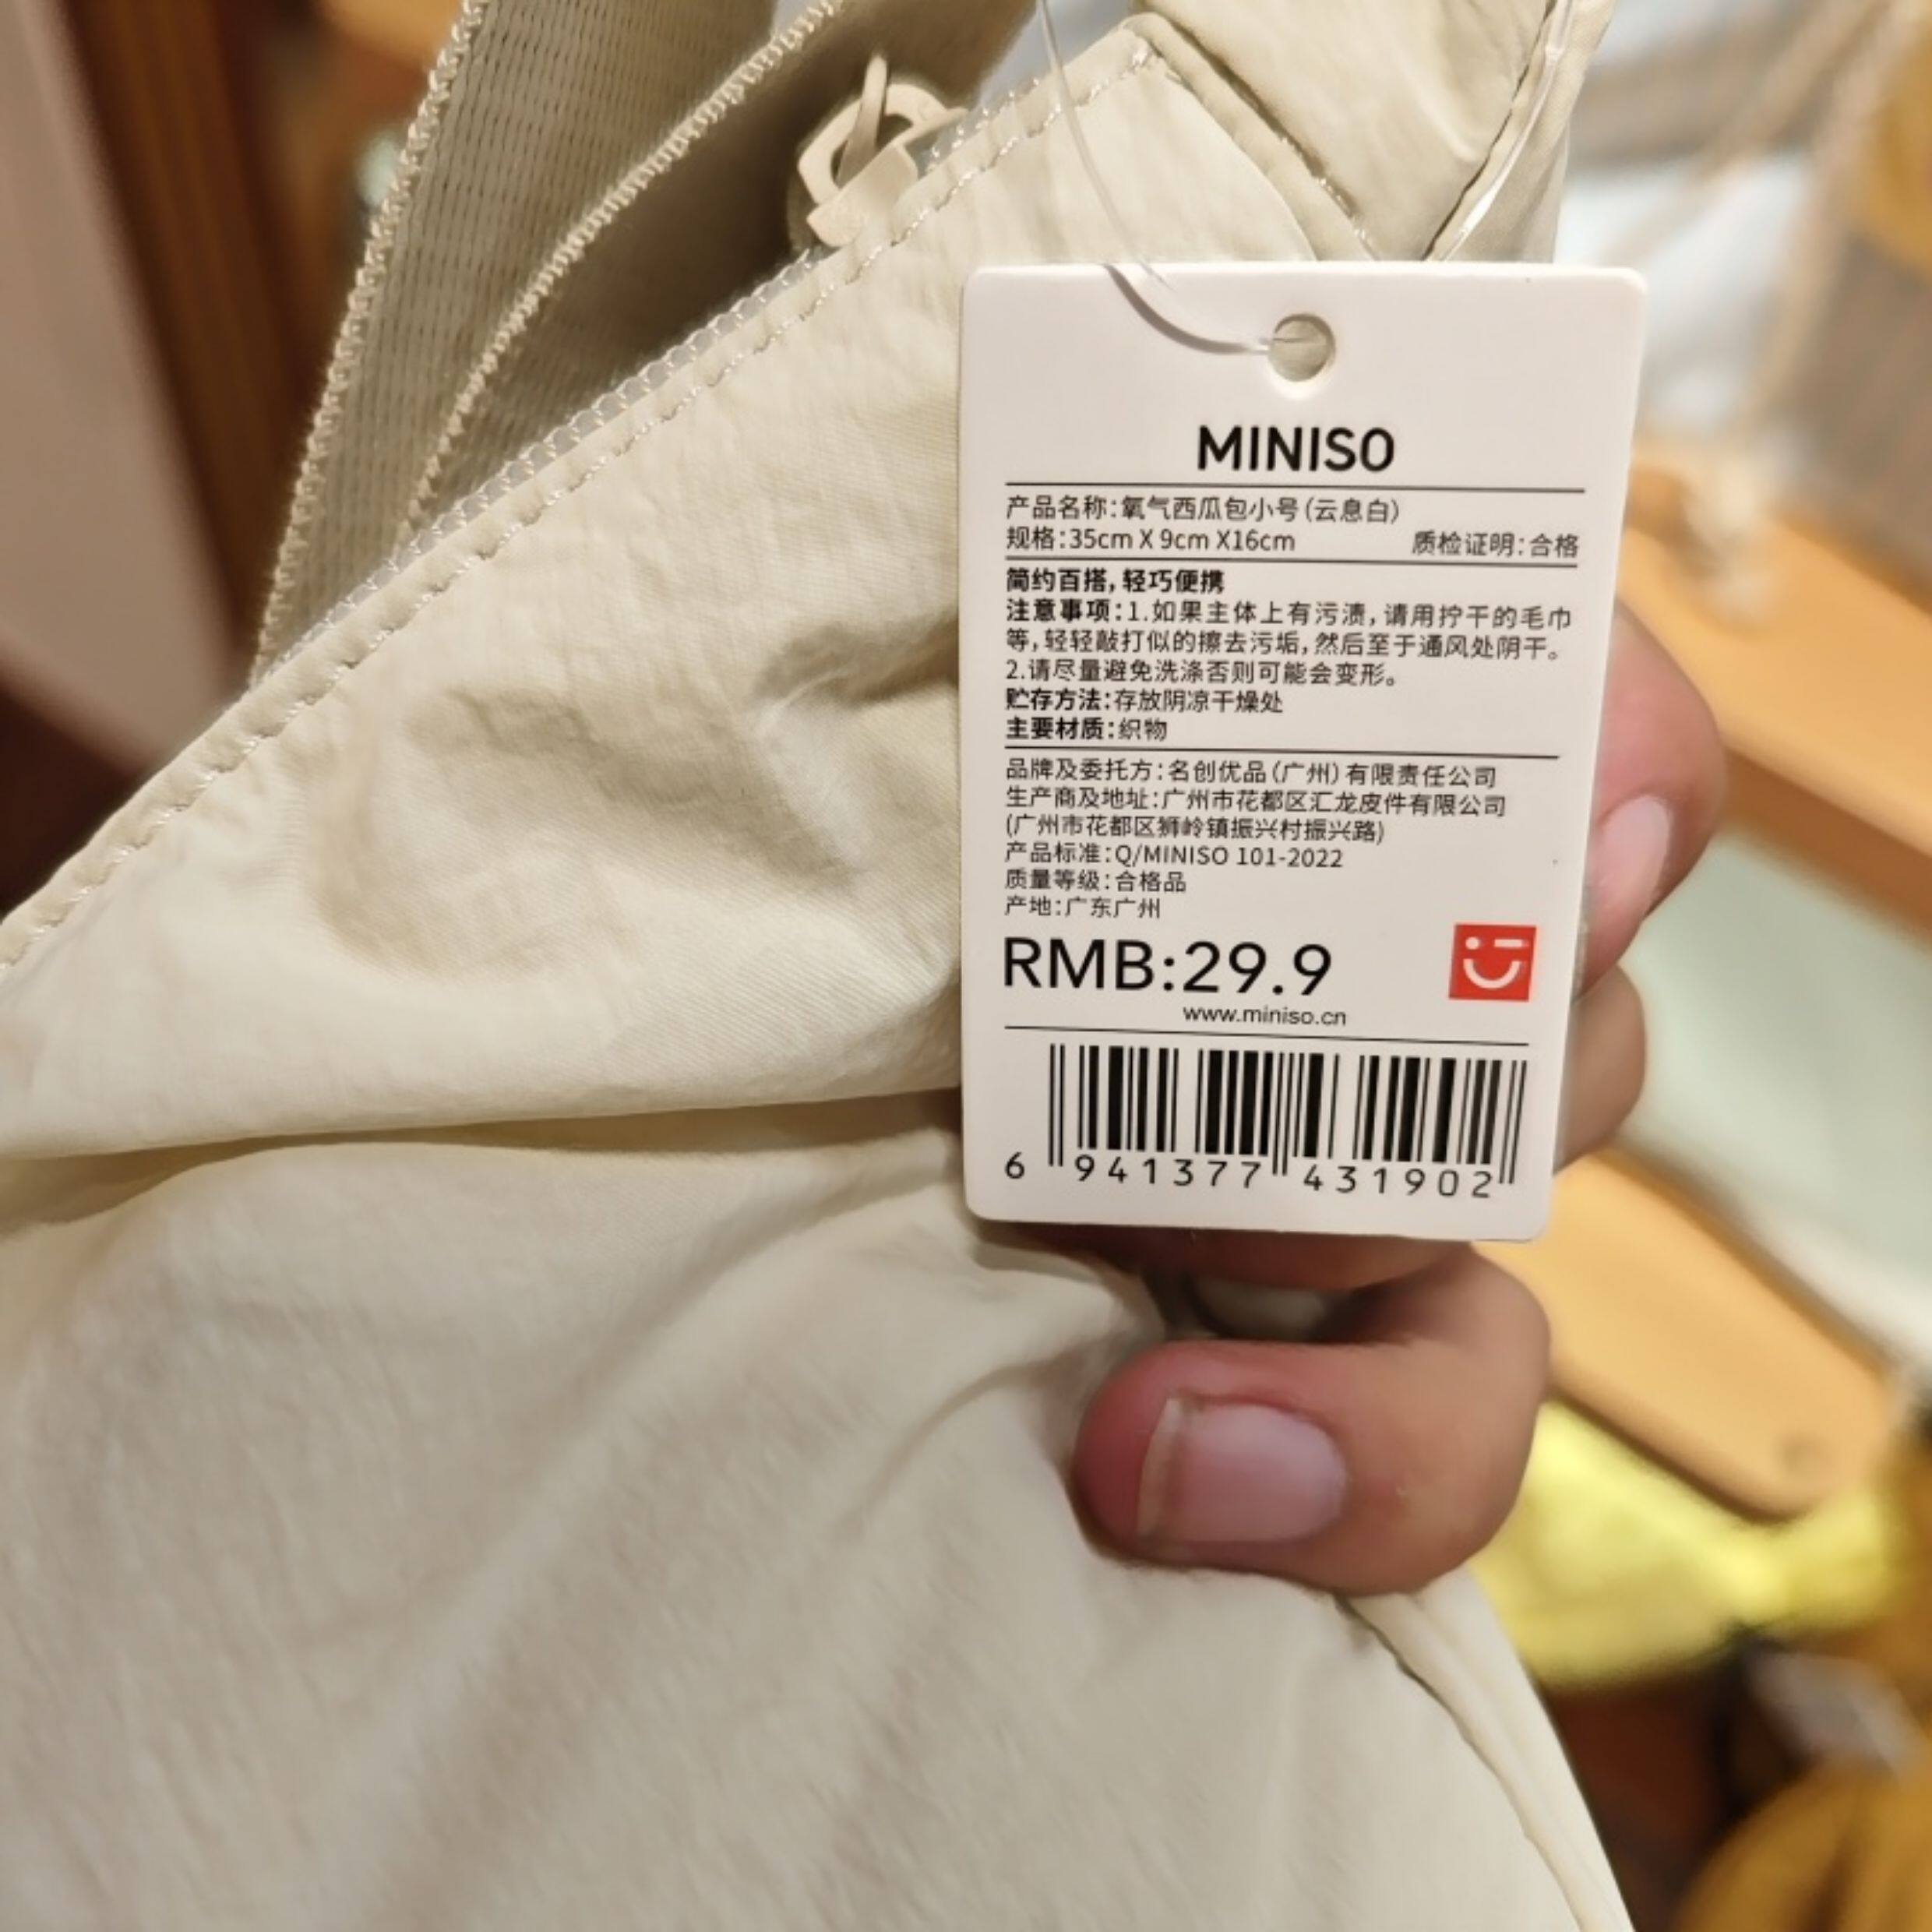 MINISO
产品名称:氧气西瓜包小号(云息白)
规格:35cm X 9cm X16cm 质检证明:合格
简约百搭,轻巧便携
注意事项:1.如果主体上有污渍,请用拧干的毛巾
等,轻轻敲打似的擦去污垢,然后至于通风处阴干。
2.请尽量避免洗涤否则可能会变形。
贮存方法:存放阴凉干燥处
主要材质:织物
品牌及委托方:名创优品(广州)有限责任公司
生产商及地址:广州市花都区汇龙皮件有限公司
(广州市花都区狮岭镇振兴村振兴路)
产品标准:Q/MINISO 101-2022
质量等级:合格品
产地:广东广州
RMB:29.9
www.miniso.cn
6 941377 431902